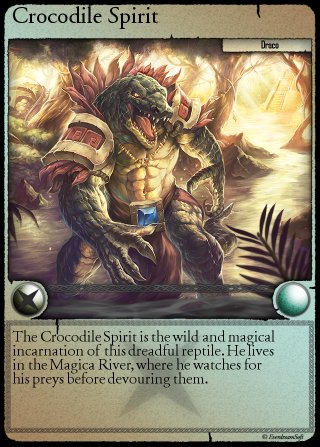 Crocodile Spirit
Draco
The Crocodile Spirit is the wild and magical
incarnation of this dreadful reptile. He lives
in the Magica River, where he watches for
his preys before devouring them.
© EverdreamSoft